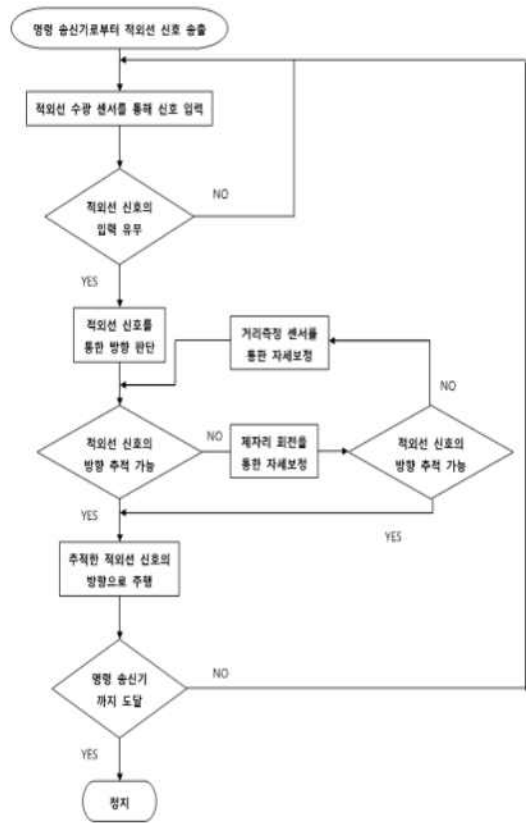 명령 송신기로부터 적외선 신호 송출
적외선 수광 센서를 통해 신호 입력
NO
적외선 신호의
입력 유무
YES
적외선 신호를
통한 방향 판단
거리측정 센서를
통한 자세보정
NO
적외선 신호의
방향 추적 가능
NO
제자리 회전을
통한 자세보정
적외선 신호의
방향 추적 가능
YES
YES
추적한 적외선 신호의
방향으로 주행
명령 송신기
까지 도달
NO
YES
정지